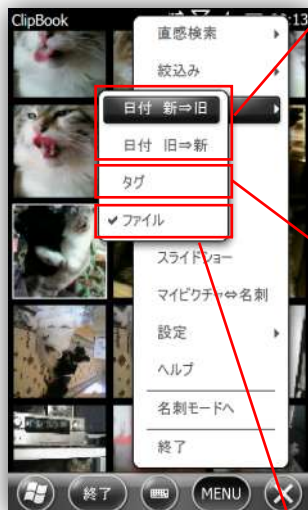 ClipBook
:13
直感検索
絞込み
日付 新⇒旧
日付 旧⇒新
タグ
ファイル
スライドショー
マイピクチャ⇔名刺
設定
ヘルプ
名刺モードへ
終了
終了
MENU